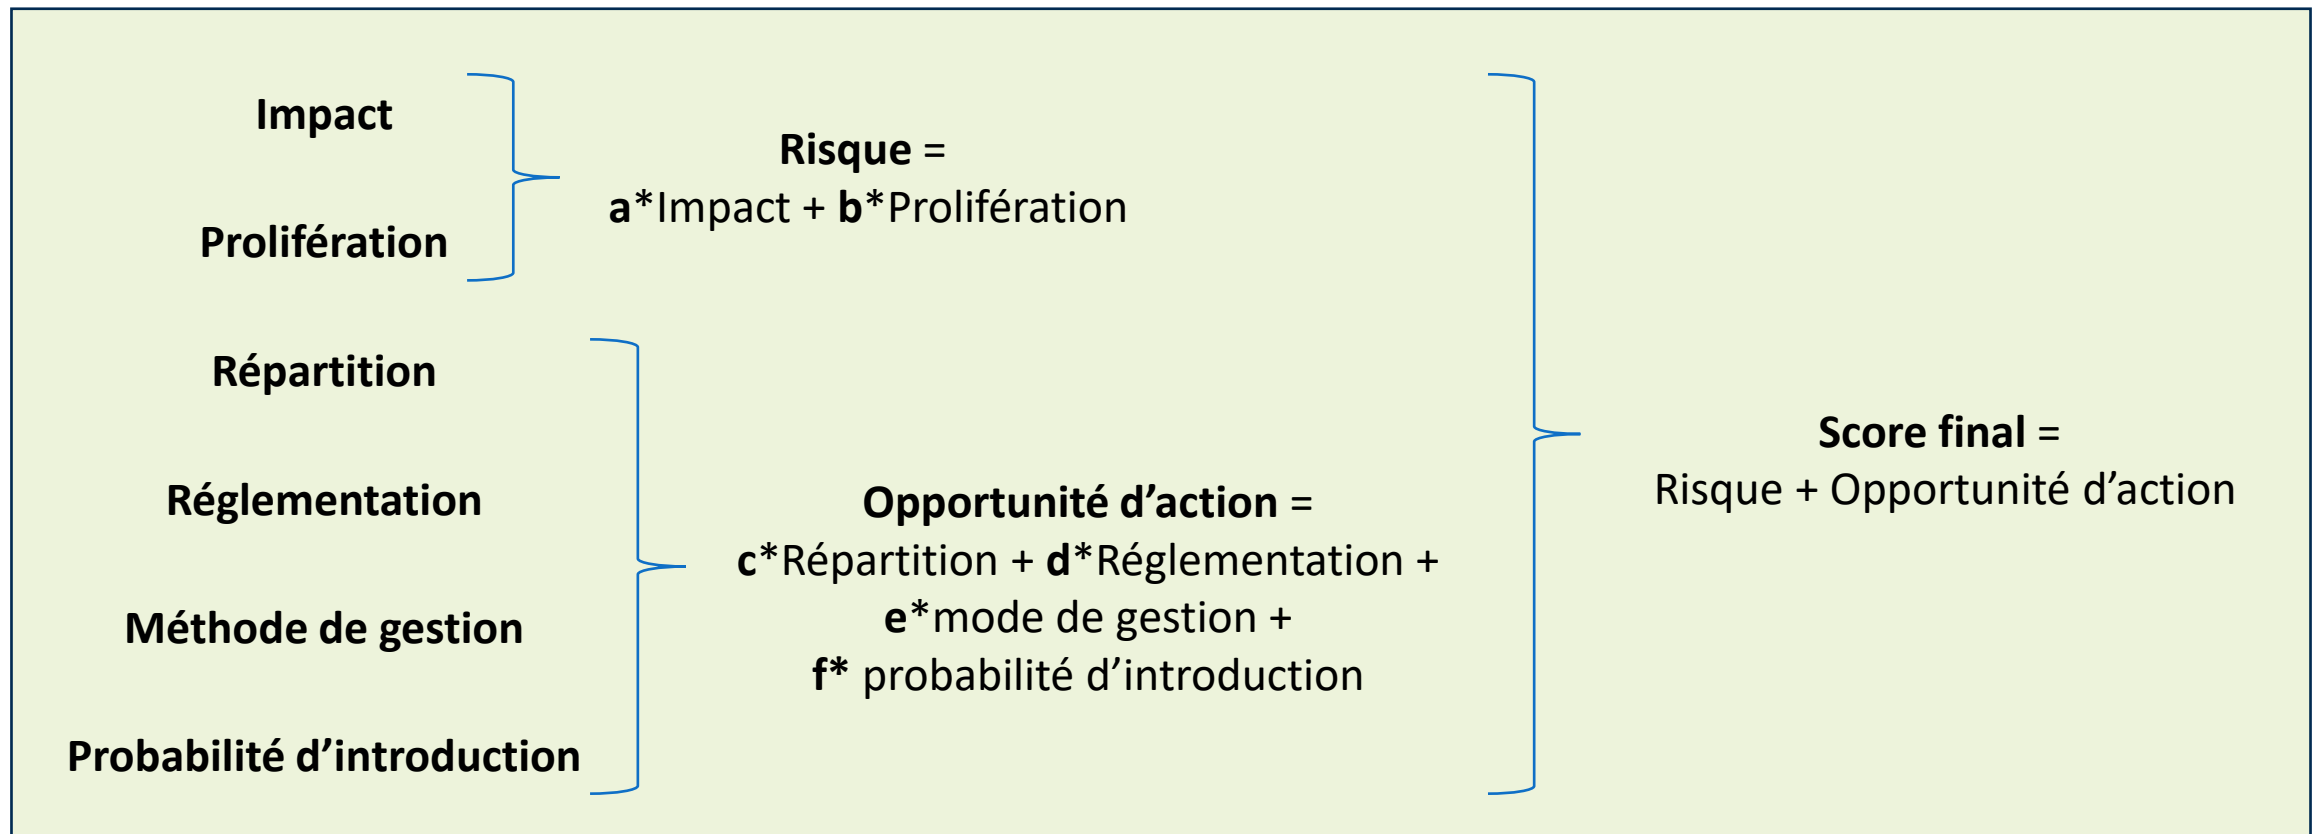 Impact
Prolifération
Risque =
a*Impact + b*Prolifération
Répartition
Réglementation
Méthode de gestion
Probabilité d’introduction
Opportunité d’action =
c*Répartition + d*Réglementation +
e*mode de gestion +
f* probabilité d’introduction
Score final =
Risque + Opportunité d’action